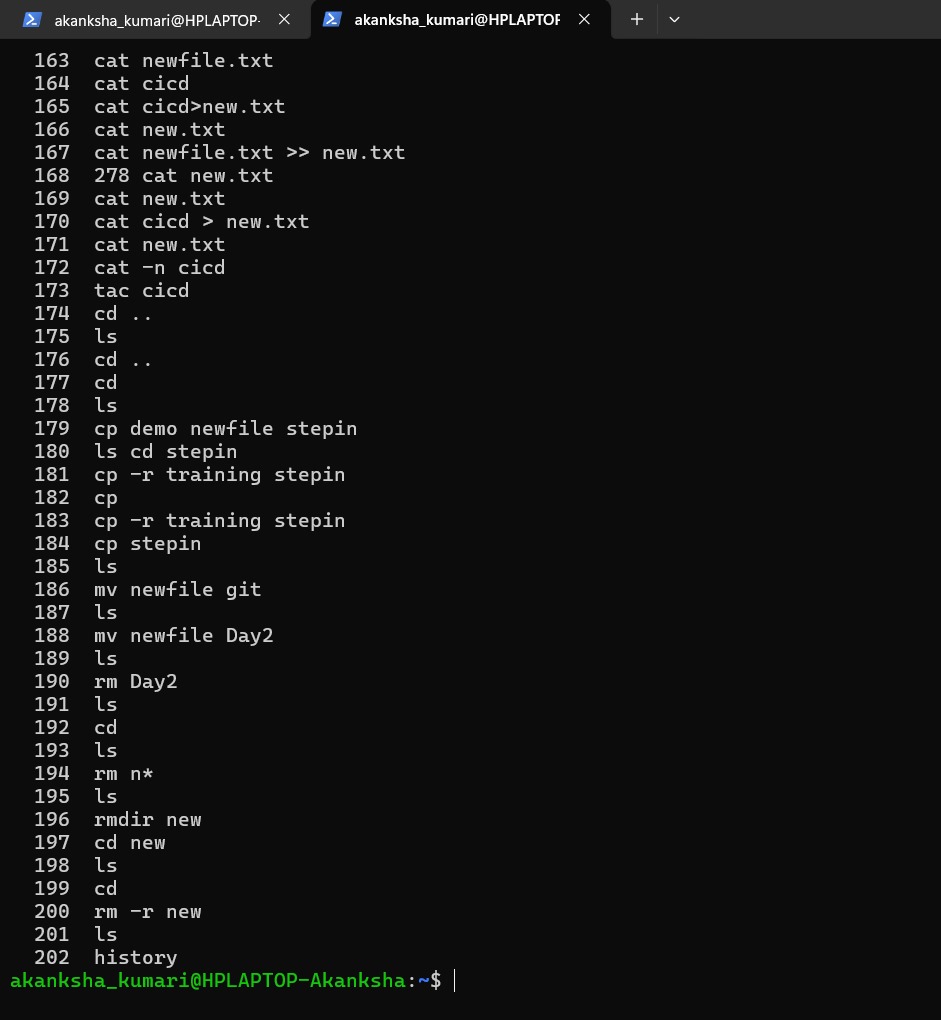 akanksha_kumari@HPLAPTOP-
akanksha_kumari@HPLAPTOP
163 cat newfile.txt
164 cat cicd
165 cat cicd>new.txt
166 cat new.txt
167 cat newfile.txt >> new.txt
168 278 cat new.txt
169 cat new.txt
170 cat cicd > new.txt
171 cat new.txt
172 cat -n cicd
173 tac cicd
174 cd ..
175 ls
176 cd ..
177 cd
178 ls
179 cp demo newfile stepin
180 ls cd stepin
181 cp -r training stepin
182 cp
183 cp -r training stepin
184 cp stepin
185 ls
186 mv newfile git
187 ls
188 mv newfile Day2
189 ls
190 rm Day2
191 ls
192 cd
193 ls
194 rm n*
195 ls
196 rmdir new
197 cd new
198 ls
199 cd
200 rm -r new
201 ls
202 history
akanksha_kumari@HPLAPTOP-Akanksha:~$